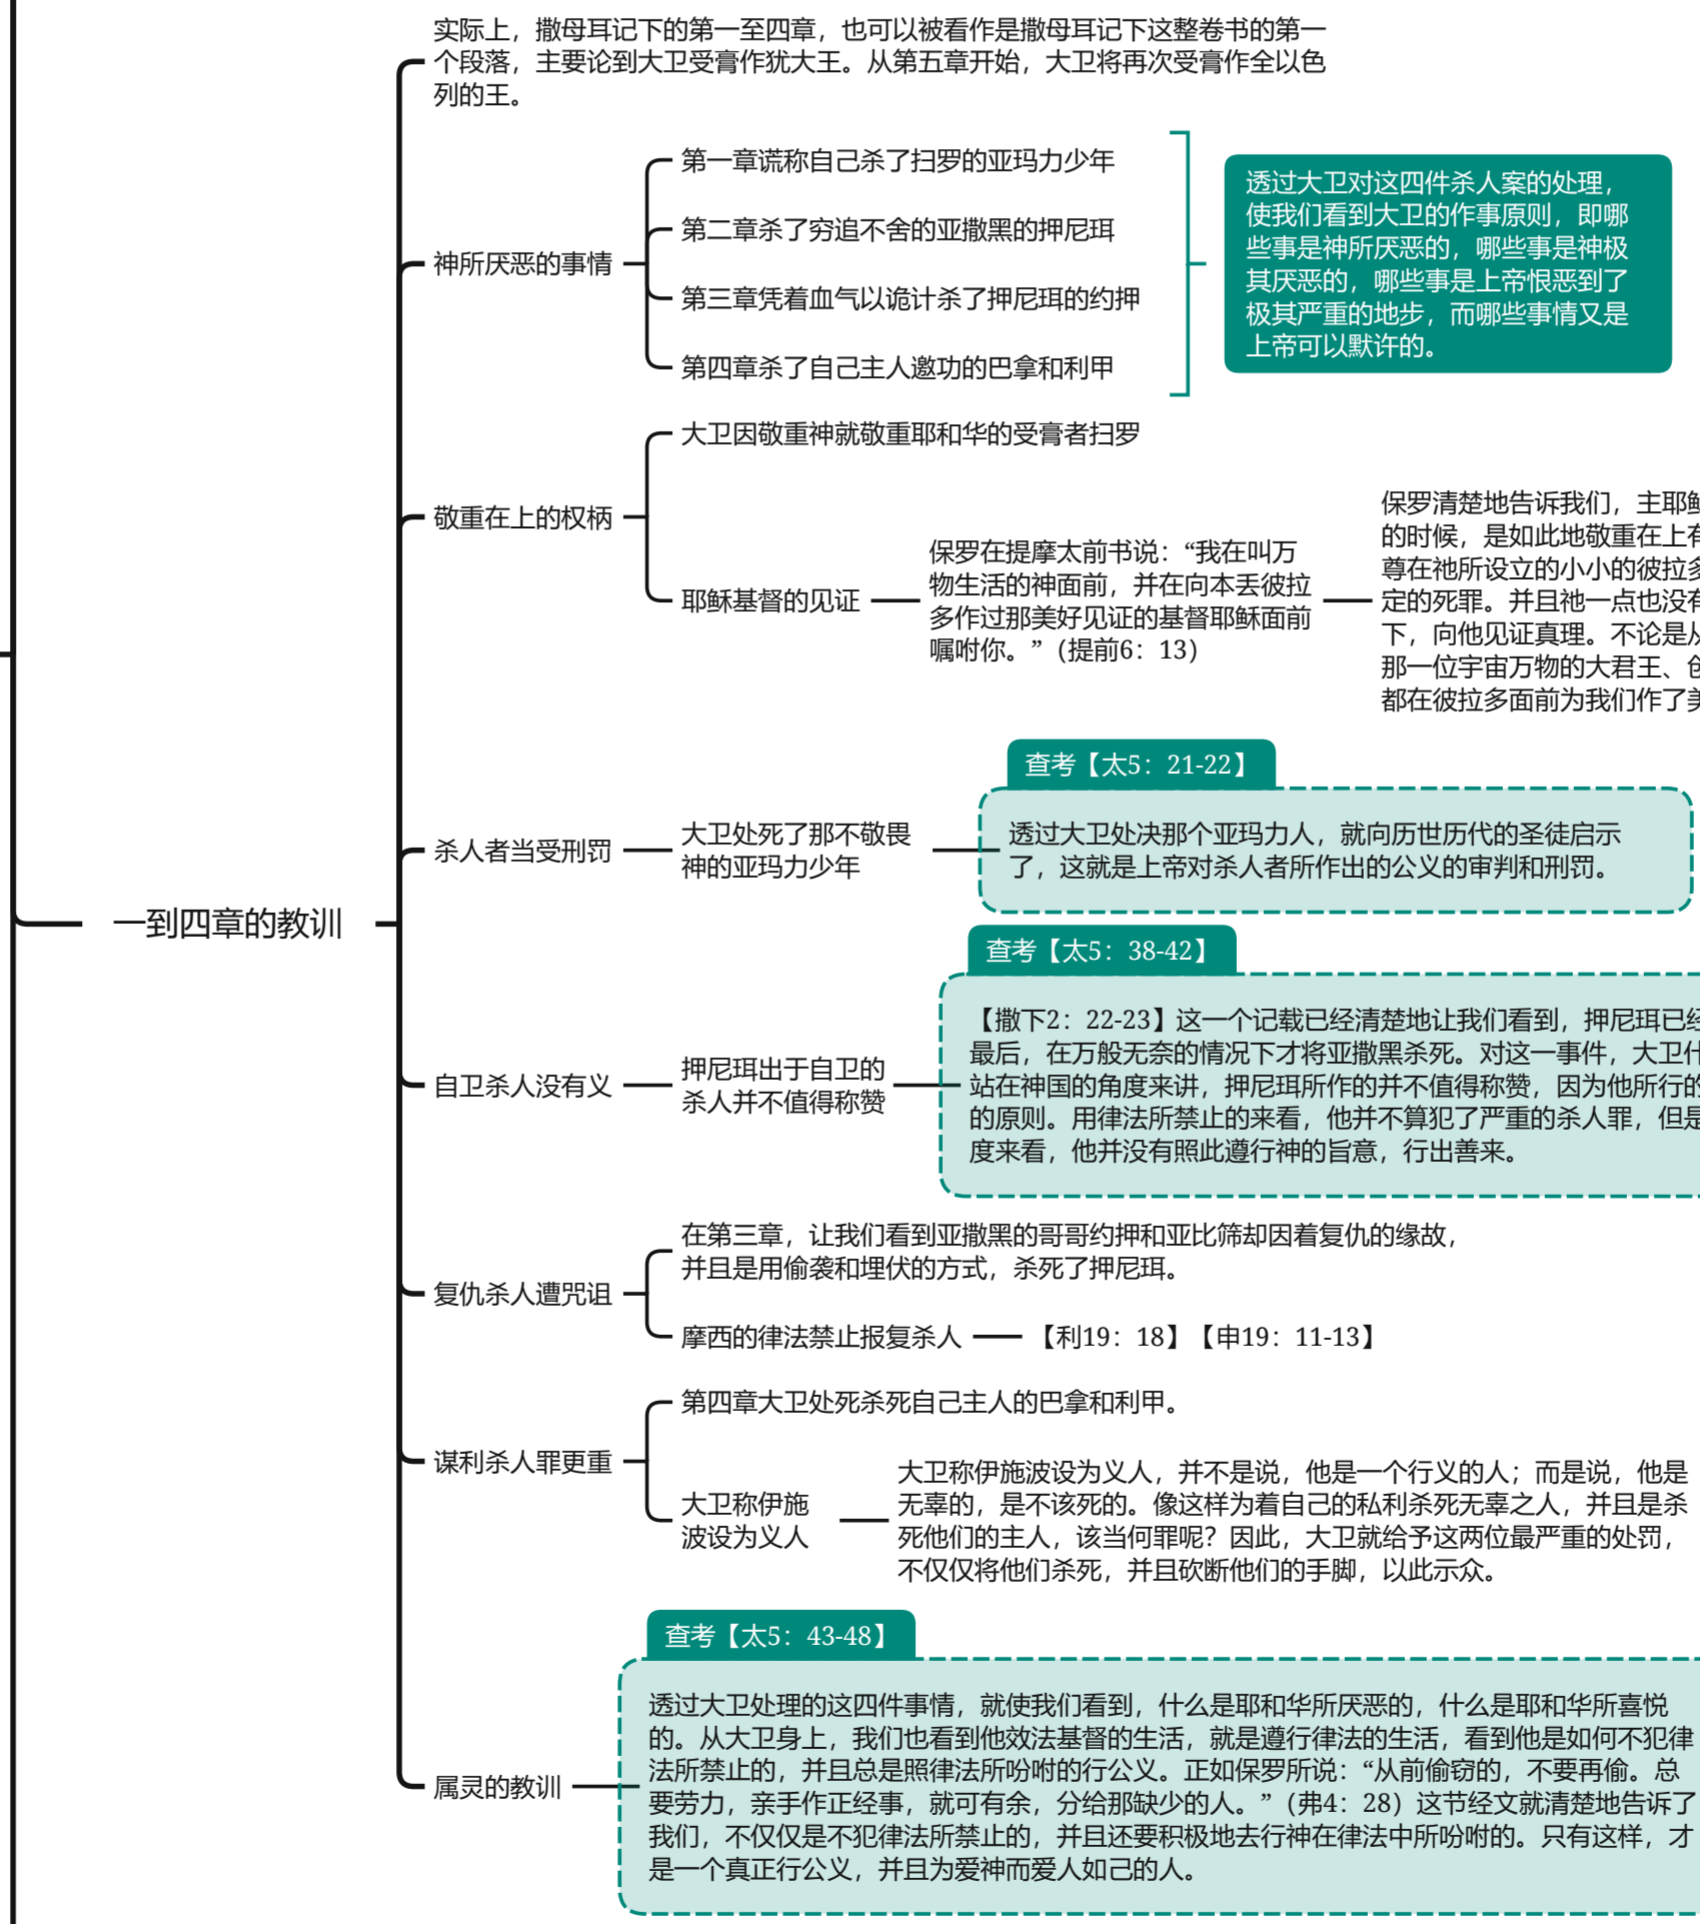 实际上，撒母耳记下的第一至四章，也可以被看作是撒母耳记下这整卷书的第一
个段落，主要论到大卫受膏作犹大王。从第五章开始，大卫将再次受膏作全以色
列的王。
神所厌恶的事情
第一章谎称自己杀了扫罗的亚玛力少年
第二章杀了穷追不舍的亚撒黑的押尼珥
第三章凭着血气以诡计杀了押尼珥的约押
第四章杀了自己主人邀功的巴拿和利甲
透过大卫对这四件杀人案的处理，
使我们看到大卫的作事原则，即哪
些事是神所厌恶的，哪些事是神极
其厌恶的，哪些事是上帝恨恶到了
极其严重的地步，而哪些事情又是
上帝可以默许的。
敬重在上的权柄
大卫因敬重神就敬重耶和华的受膏者扫罗
耶稣基督的见证
保罗在提摩太前书说：“我在叫万
物生活的神面前，并在向本丢彼拉
多作过那美好见证的基督耶稣面前
嘱咐你。”（提前6：13）
保罗清楚地告诉我们，主耶稣
的时候，是如此地敬重在上有
尊在祂所设立的小小的彼拉多
定的死罪。并且祂一点也没有
下，向他见证真理。不论是从
那一位宇宙万物的大君王、创
都在彼拉多面前为我们作了美
杀人者当受刑罚
大卫处死了那不敬畏
神的亚玛力少年
查考【太5：21-22】
透过大卫处决那个亚玛力人，就向历世历代的圣徒启示
了，这就是上帝对杀人者所作出的公义的审判和刑罚。
一到四章的教训
自卫杀人没有义
押尼珥出于自卫的
杀人并不值得称赞
查考【太5：38-42】
【撒下2：22-23】这一个记载已经清楚地让我们看到，押尼珥已经
最后，在万般无奈的情况下才将亚撒黑杀死。对这一事件，大卫什
站在神国的角度来讲，押尼珥所作的并不值得称赞，因为他所行的
的原则。用律法所禁止的来看，他并不算犯了严重的杀人罪，但是
度来看，他并没有照此遵行神的旨意，行出善来。
复仇杀人遭咒诅
在第三章，让我们看到亚撒黑的哥哥约押和亚比筛却因着复仇的缘故，
并且是用偷袭和埋伏的方式，杀死了押尼珥。
摩西的律法禁止报复杀人
【利19：18】【申19：11-13】
谋利杀人罪更重
第四章大卫处死杀死自己主人的巴拿和利甲。
大卫称伊施
波设为义人
大卫称伊施波设为义人，并不是说，他是一个行义的人；而是说，他是
无辜的，是不该死的。像这样为着自己的私利杀死无辜之人，并且是杀
死他们的主人，该当何罪呢？因此，大卫就给予这两位最严重的处罚，
不仅仅将他们杀死，并且砍断他们的手脚，以此示众。
属灵的教训
查考【太5：43-48】
透过大卫处理的这四件事情，就使我们看到，什么是耶和华所厌恶的，什么是耶和华所喜悦
的。从大卫身上，我们也看到他效法基督的生活，就是遵行律法的生活，看到他是如何不犯律
法所禁止的，并且总是照律法所吩咐的行公义。正如保罗所说：“从前偷窃的，不要再偷。总
要劳力，亲手作正经事，就可有余，分给那缺少的人。”（弗4：28）这节经文就清楚地告诉了
我们，不仅仅是不犯律法所禁止的，并且还要积极地去行神在律法中所吩咐的。只有这样，才
是一个真正行公义，并且为爱神而爱人如己的人。